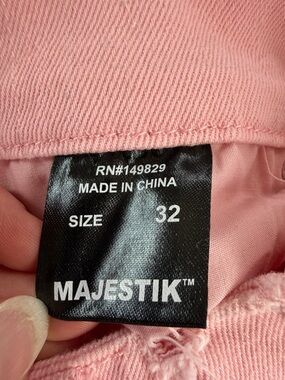 RN#149829
MADE IN CHINA
SIZE 32
MAJESTIK™